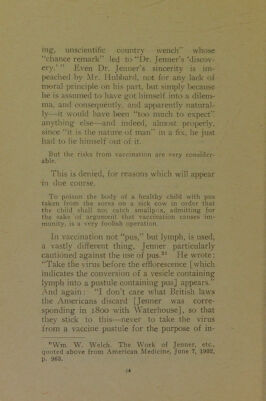 ing, unscientific country wench" whose
"chance remark" led to "Dr. Jenner's 'discov-
ery.'" Even Dr. Jenner's sincerity is im-
peached by Mr. Hubbard, not for any lack of
moral principle on his part, but simply because
he is assumed to have got himself into a dilem-
ma, and consequently, and apparently natural-
ly—it would have been "too much to expect"
anything else—and indeed, almost properly,
since "it is the nature of man" in a fix, he just
had to lie himself out of it.
But the risks from vaccination are very consider-
able.
This is denied, for reasons which will appear
in due course.
To poison the body of a healthy child with pus
taken from the sores on a sick cow in order that
the child shall not catch smallpox, admitting for
the sake of argument that vaccination causes im-
munity, is a very foolish operation.
In vaccination not "pus," but lymph, is used,
a vastly different thing. Jenner particularly
cautioned against the use of pus. He wrote:
"Take the virus before the efflorescence [which
indicates the conversion of a vesicle containing
lymph into a pustule containing pus] appears."
And again: "I don't care what British laws
the Americans discard [Jenner was corre-
sponding in 1800 with Waterhouse], so that
they stick to this—never to take the virus
from a vaccine pustule for the purpose of in-
Wm. W. Welch. The Work of Jenner, etc.,
quoted above from American Medicine, June 7, 1902,
p. 963.
14